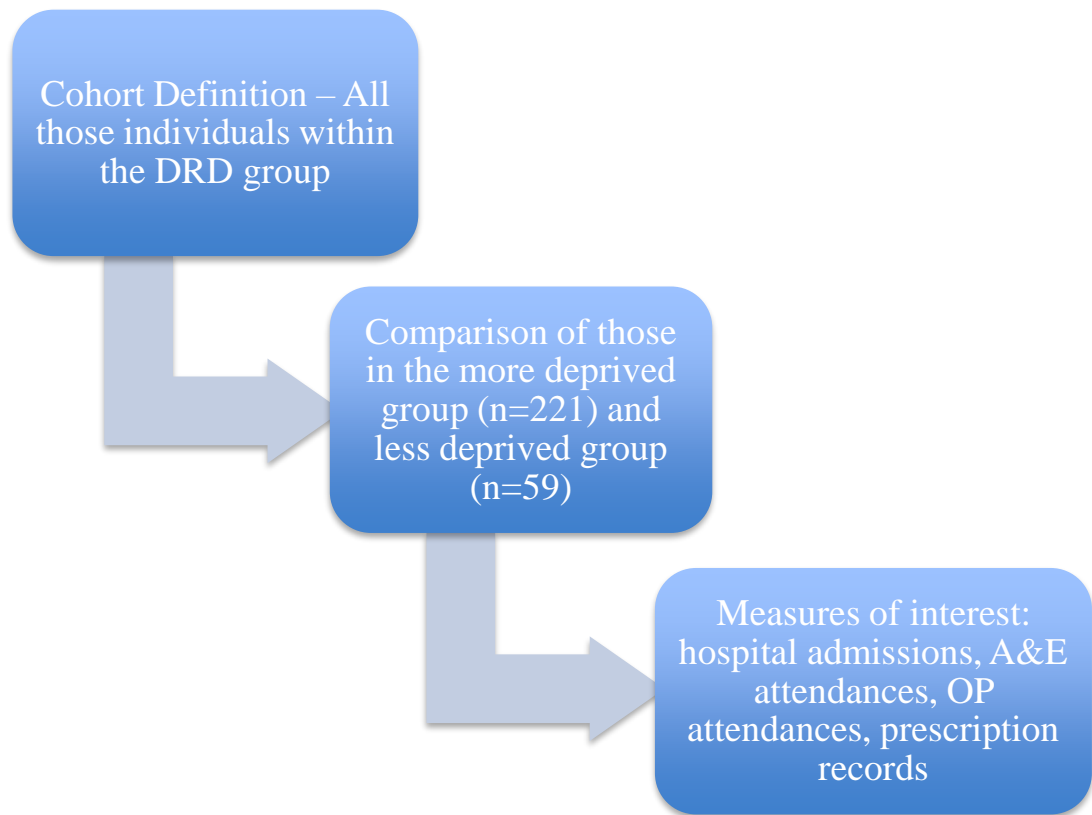 Cohort Definition – All
those individuals within
the DRD group
Comparison of those
in the more deprived
group (n=221) and
less deprived group
(n=59)
Measures of interest:
hospital admissions, A&E
attendances, OP
attendances, prescription
records